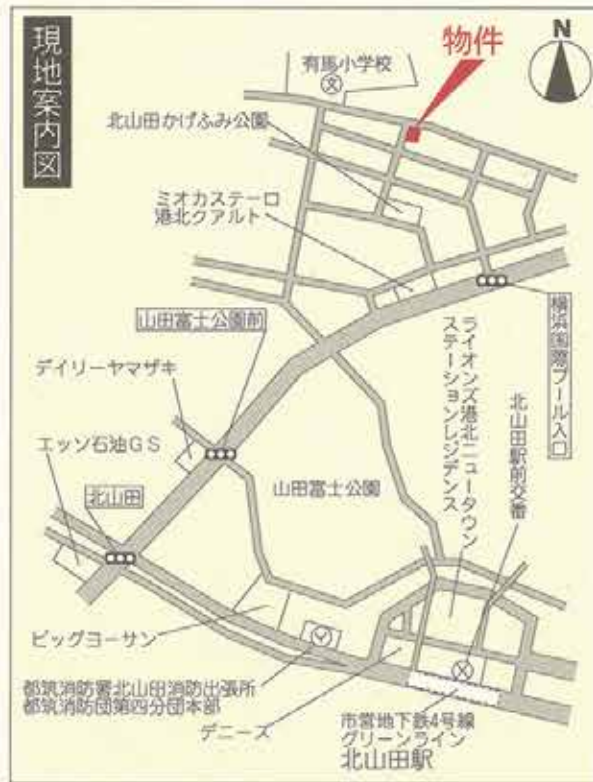 現地案内図
物件
N
有馬小学校
文
北山田かげふみ公園
ミオカステーロ
港北クアルト
横浜国際プール入口
山田富士公園前
デイリーヤマザキ
エッソ石油GS
北山田
山田富士公園
ライオンズ港北ニュータウン
ステーションレジデンス
北山田駅前交番
ビッグヨーサン
都筑消防署北山田消防出張所
都筑消防団第四分団本部
デニーズ
市営地下鉄4号線
グリーンライン
北山田駅